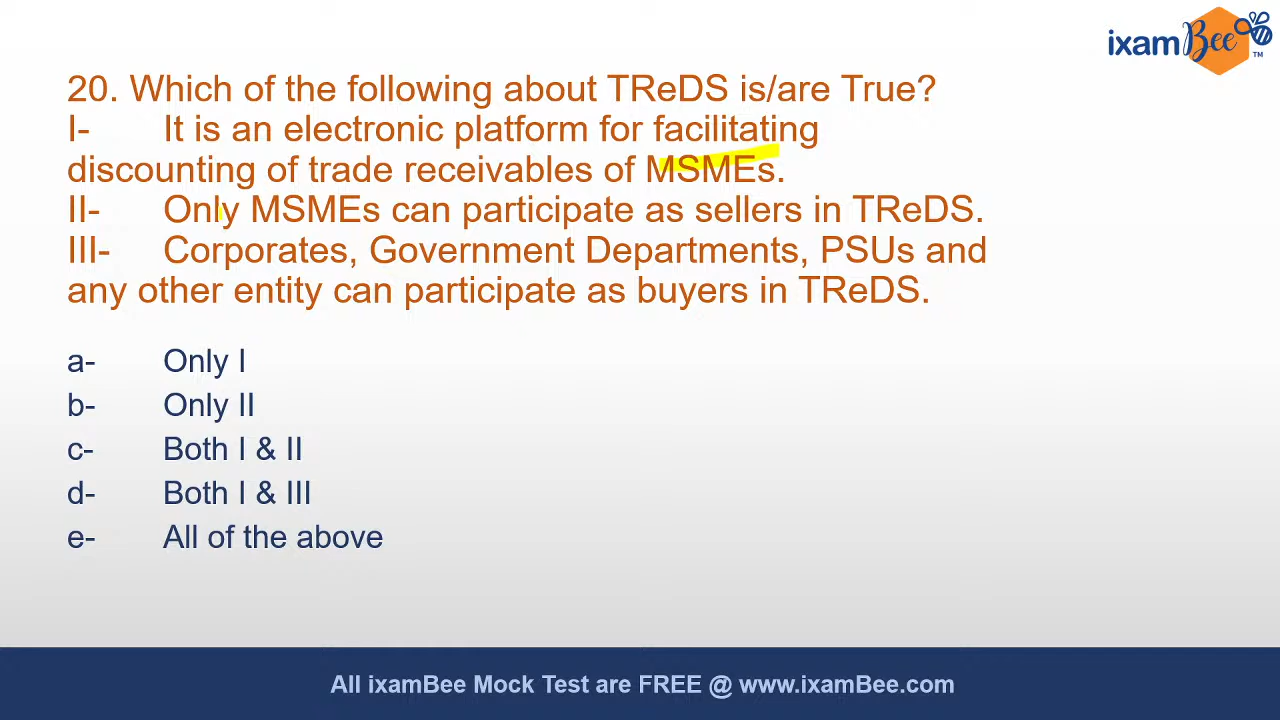 ixamBee
TM
20. Which of the following about TReDS is/are True?
I- It is an electronic platform for facilitating
discounting of trade receivables of MSMEs.
II- Only MSMEs can participate as sellers in TReDS.
III- Corporates, Government Departments, PSUs and
any other entity can participate as buyers in TReDS.
a- Only I
b- Only II
c- Both I & II
d- Both I & III
e- All of the above
All ixamBee Mock Test are FREE @ www.ixamBee.com